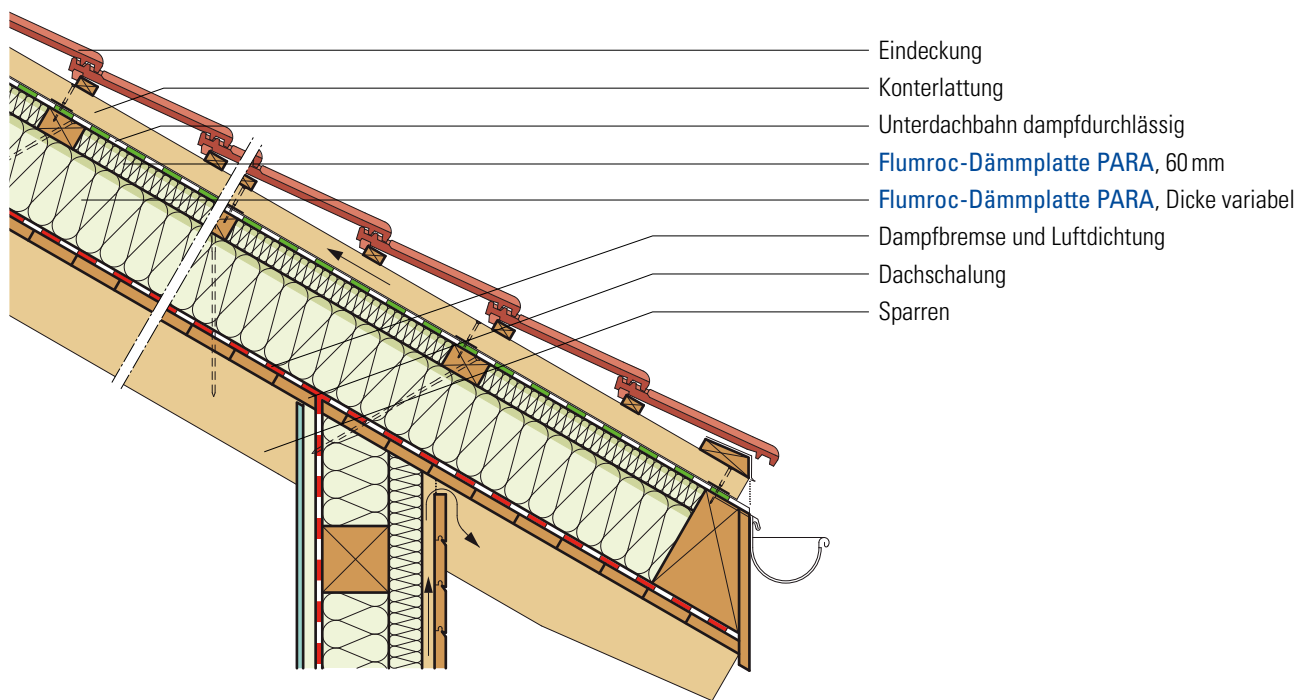 Eindeckung
Konterlattung
Unterdachbahn dampfdurchlässig
Flumroc-Dämmplatte PARA, 60 mm
Flumroc-Dämmplatte PARA, Dicke variabel
Dampfbremse und Luftdichtung
Dachschalung
Sparren